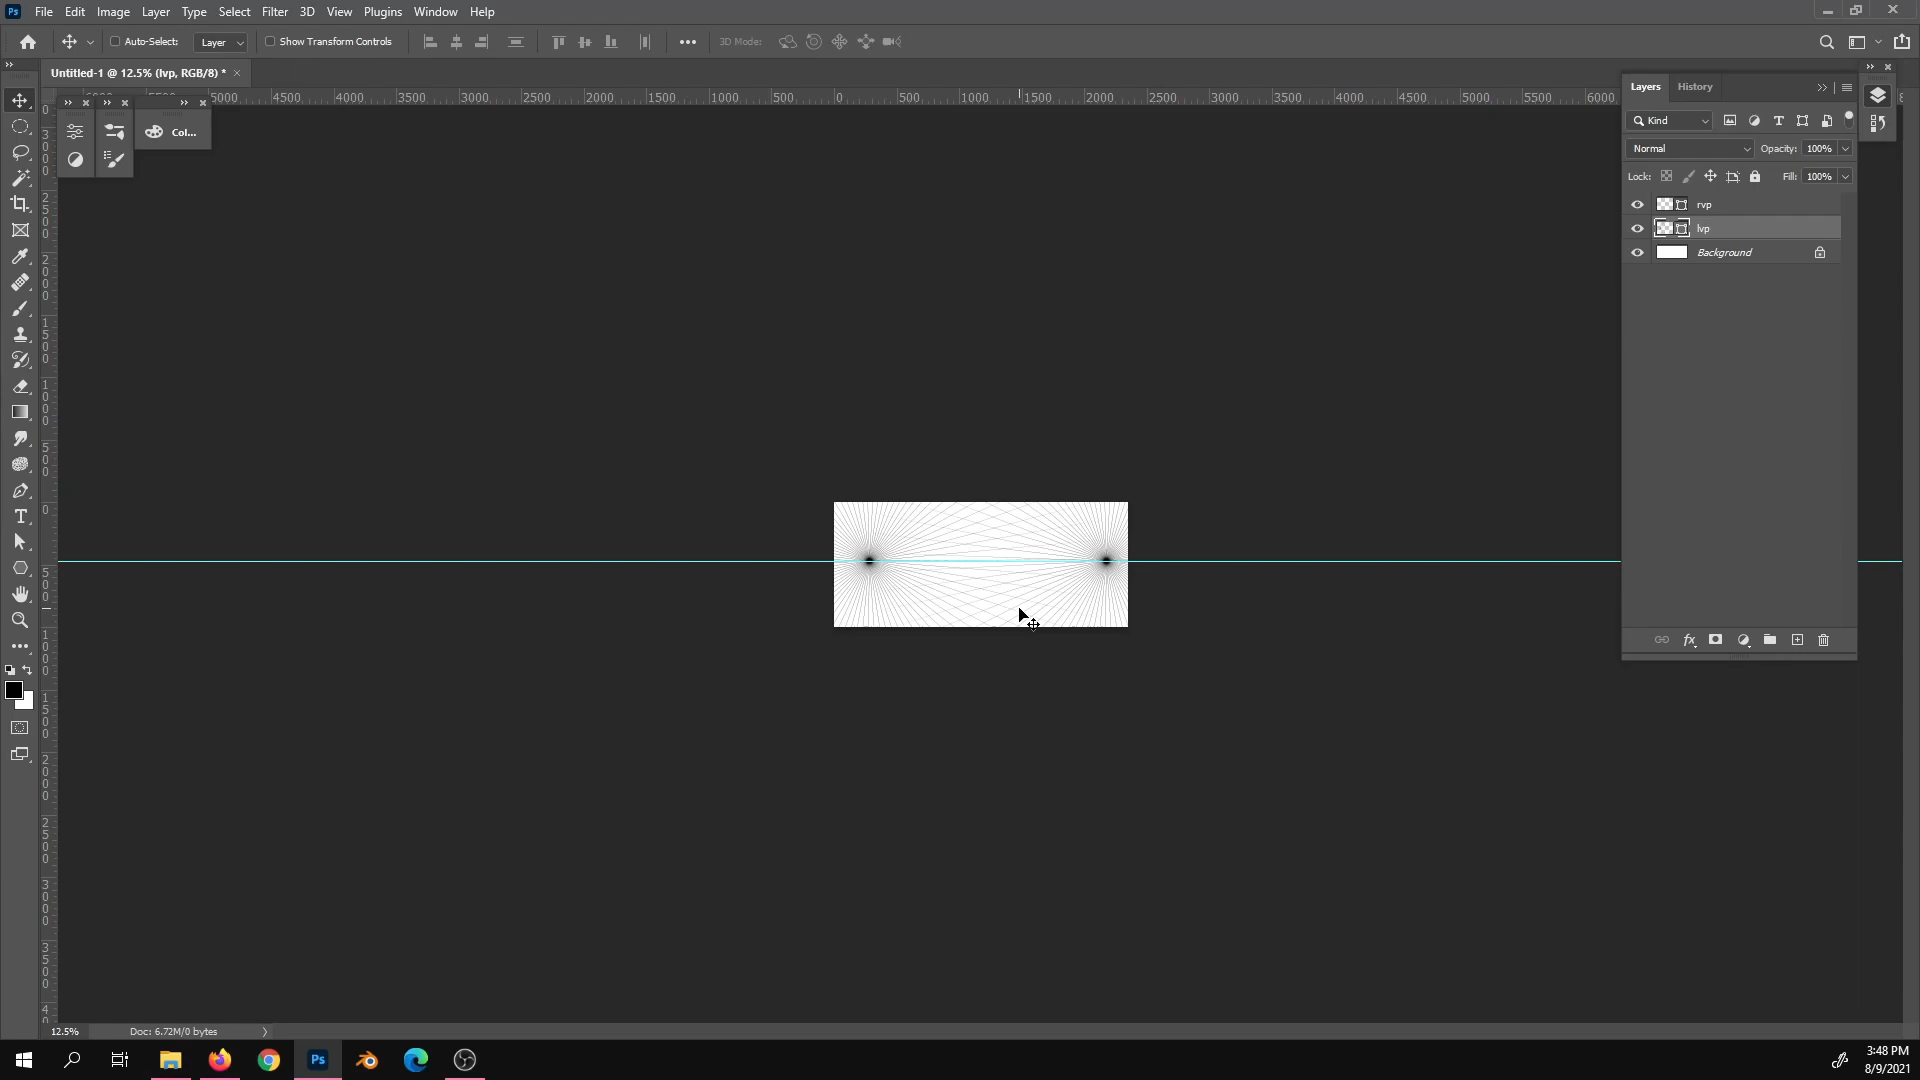 Ps File Edit Image Layer Type Select Filter 3D View Plugins Window Help
Auto-Select: Layer Show Transform Controls 3D Mode:
Untitled-1 @ 12.5% (lvp, RGB/8) *
5000 4500 4000 3500 3000 2500 2000 1500 1000 500 0 500 1000 1500 2000 2500 3000 3500 4000 4500 5000 5500 6000
Col...
Layers History
Kind
Normal Opacity: 100%
Lock: Fill: 100%
rvp
lvp
Background
fx
12.5% Doc: 6.72M/0 bytes
Ps
3:48 PM
8/9/2021